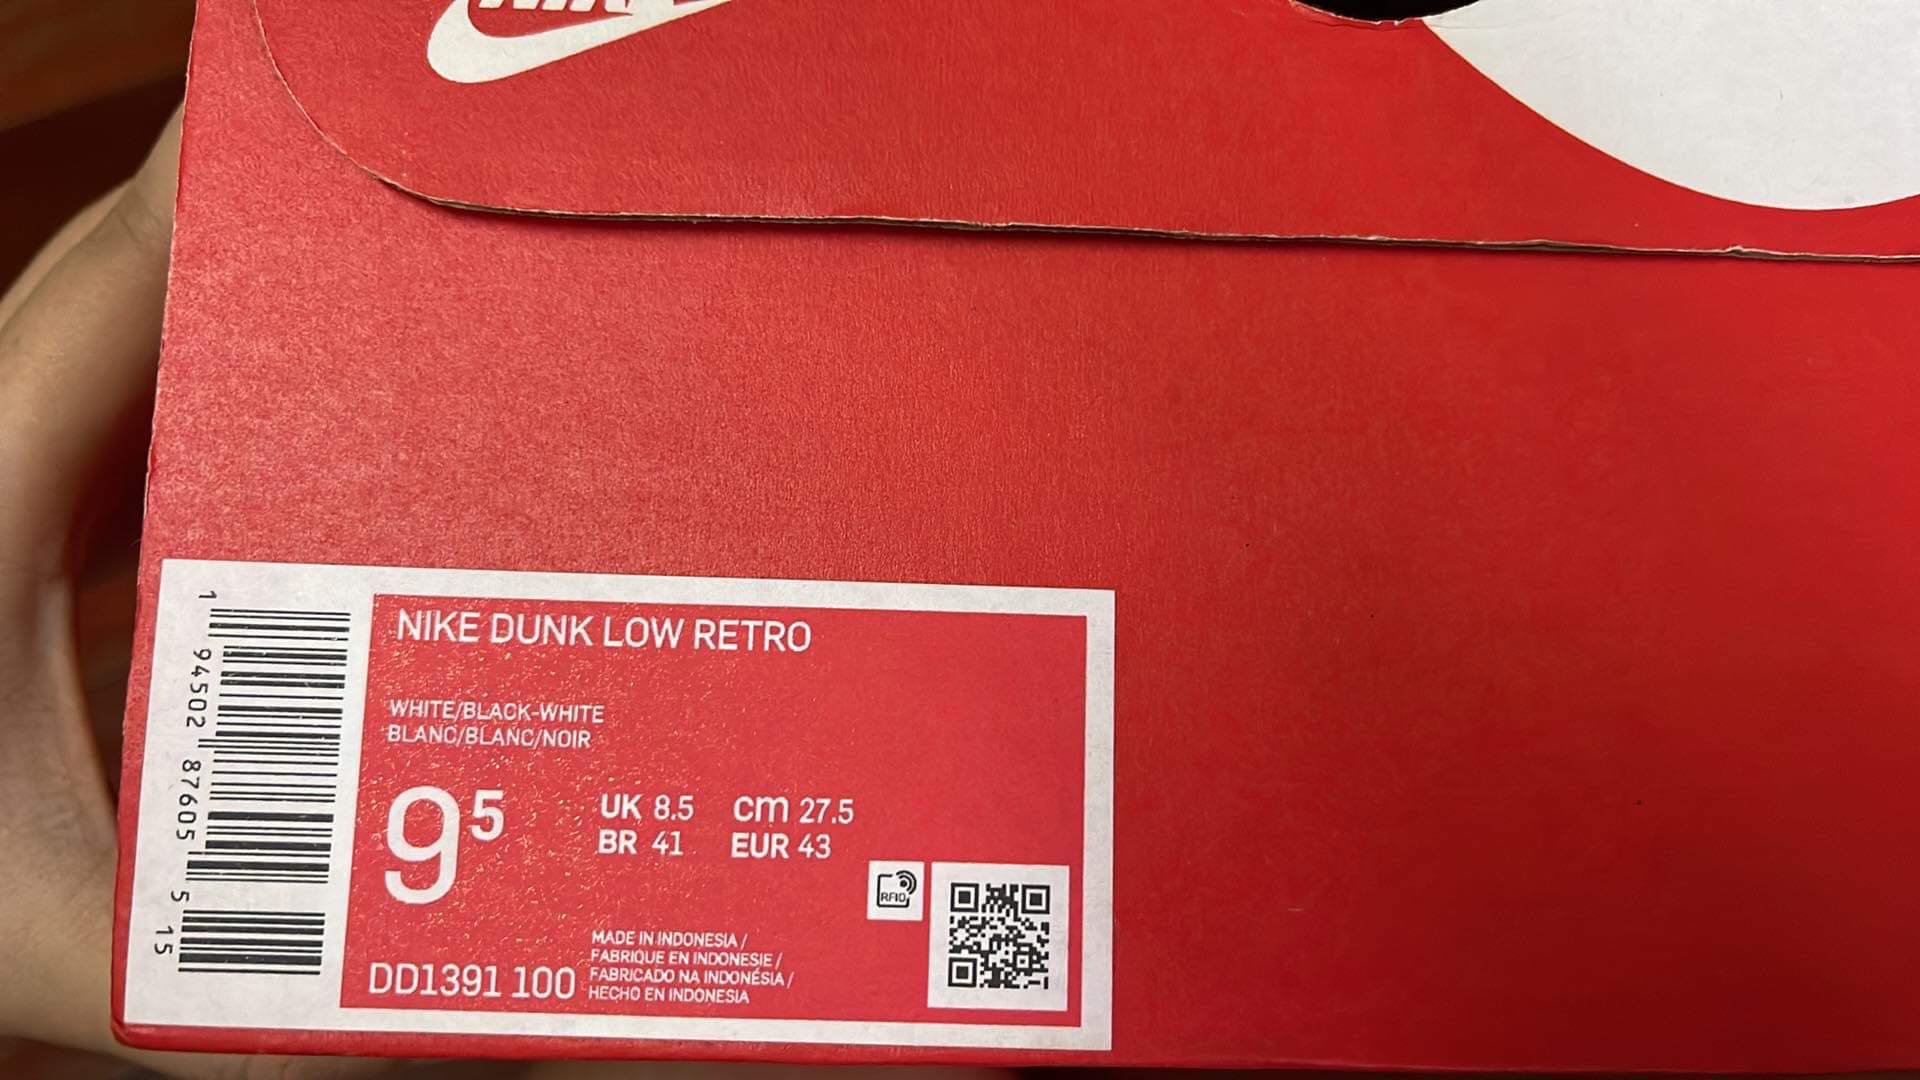 NIKE
NIKE DUNK LOW RETRO
WHITE/BLACK-WHITE
BLANC/BLANC/NOIR
9⁵
UK 8.5 cm 27.5
BR 41 EUR 43
RFID
MADE IN INDONESIA /
FABRIQUE EN INDONESIE /
FABRICADO NA INDONÉSIA /
HECHO EN INDONESIA
DD1391 100
1 94502 87605 5 15